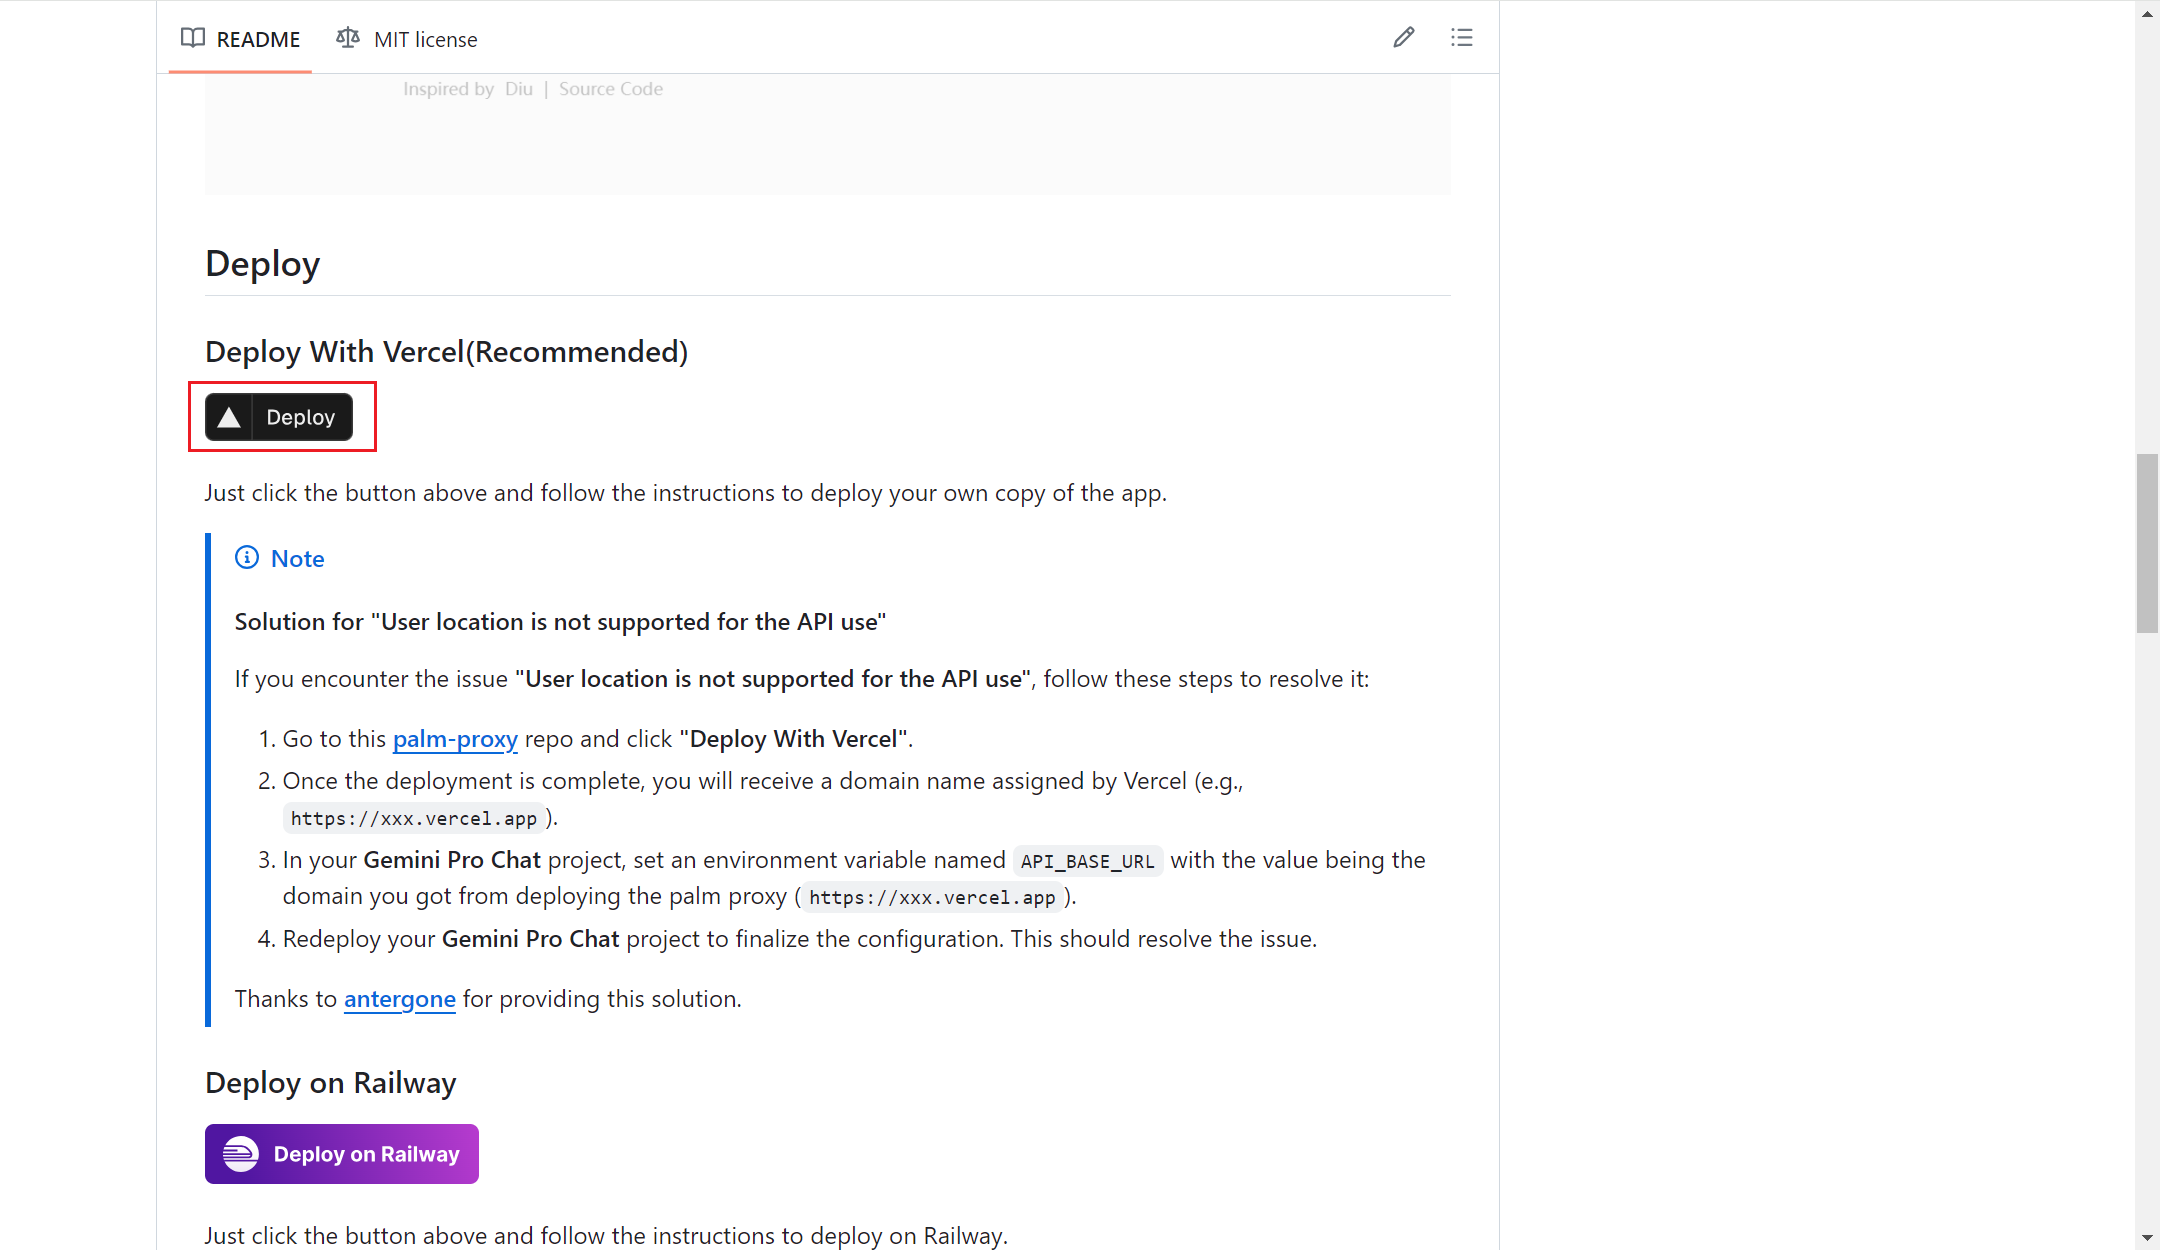 README MIT license
Inspired by Diu | Source Code
Deploy
Deploy With Vercel(Recommended)
Deploy
Just click the button above and follow the instructions to deploy your own copy of the app.
Note
Solution for "User location is not supported for the API use"
If you encounter the issue "User location is not supported for the API use", follow these steps to resolve it:
1. Go to this palm-proxy repo and click "Deploy With Vercel".
2. Once the deployment is complete, you will receive a domain name assigned by Vercel (e.g.,
https://xxx.vercel.app ).
3. In your Gemini Pro Chat project, set an environment variable named API_BASE_URL with the value being the
domain you got from deploying the palm proxy ( https://xxx.vercel.app ).
4. Redeploy your Gemini Pro Chat project to finalize the configuration. This should resolve the issue.
Thanks to antergone for providing this solution.
Deploy on Railway
Deploy on Railway
Just click the button above and follow the instructions to deploy on Railway.